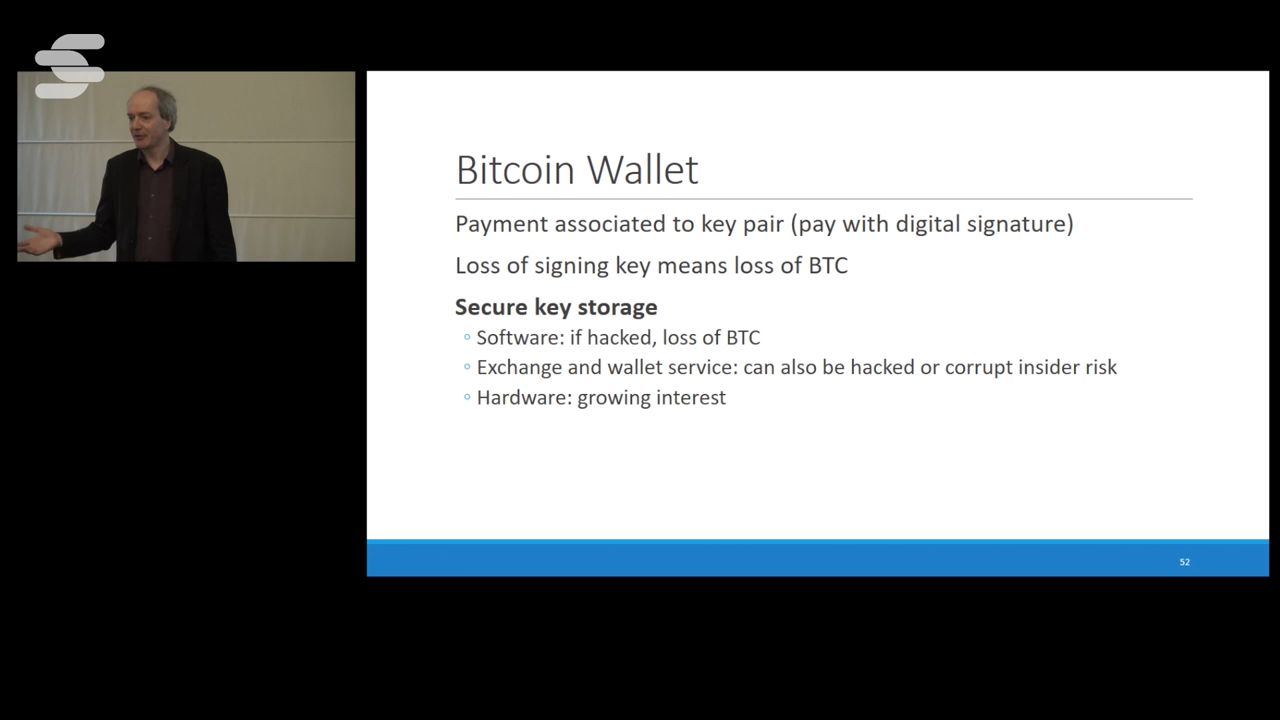 Bitcoin Wallet
Payment associated to key pair (pay with digital signature)
Loss of signing key means loss of BTC
Secure key storage
◦ Software: if hacked, loss of BTC
◦ Exchange and wallet service: can also be hacked or corrupt insider risk
◦ Hardware: growing interest
52